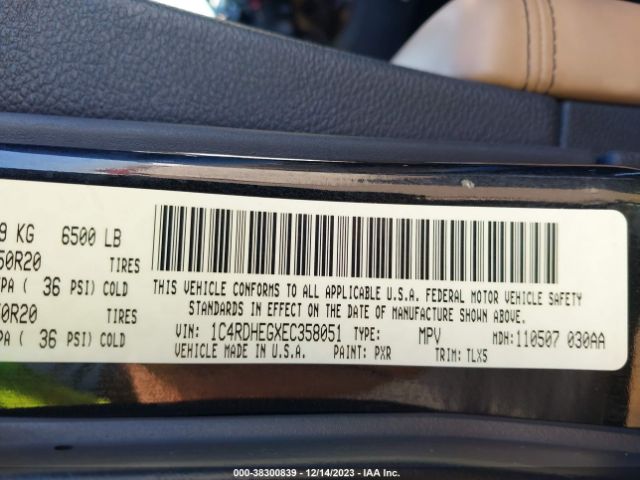 9 KG 6500 LB
50R20 TIRES
PA ( 36 PSI) COLD
0R20 TIRES
PA ( 36 PSI) COLD
THIS VEHICLE CONFORMS TO ALL APPLICABLE U.S.A. FEDERAL MOTOR VEHICLE SAFETY
STANDARDS IN EFFECT ON THE DATE OF MANUFACTURE SHOWN ABOVE.
VIN: 1C4RDHEGXEC358051 TYPE: MPV MDH: 110507 030AA
VEHICLE MADE IN U.S.A. PAINT: PXR TRIM: TLX5
000-38300839 - 12/14/2023 - IAA Inc.